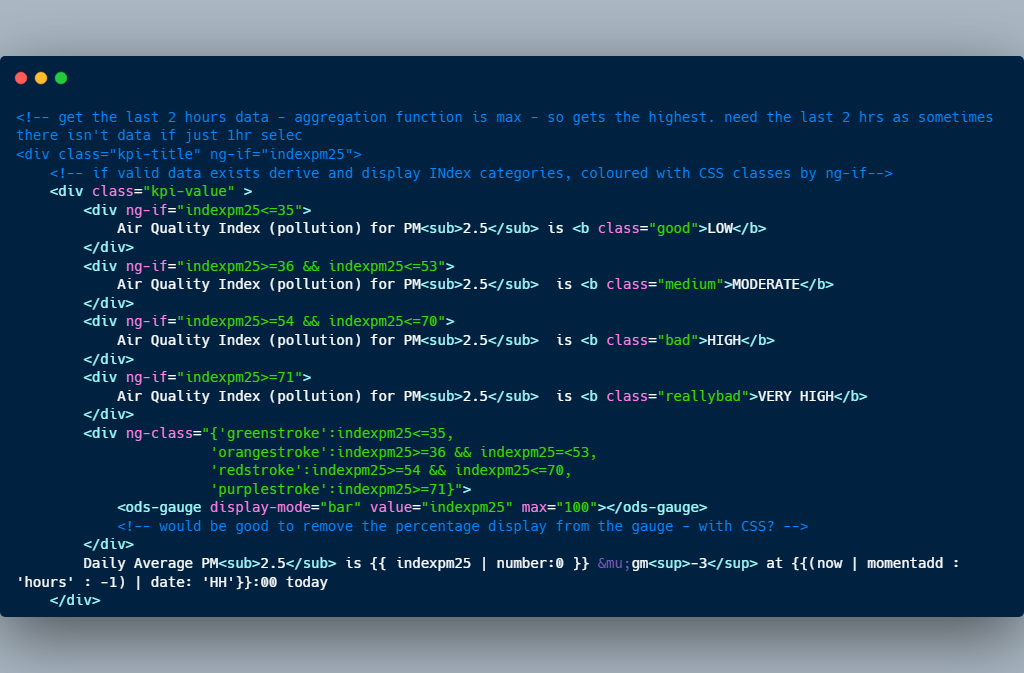 <!-- get the last 2 hours data - aggregation function is max - so gets the highest. need the last 2 hrs as sometimes
there isn't data if just 1hr selec
<div class="kpi-title" ng-if="indexpm25">
    <!-- if valid data exists derive and display INdex categories, coloured with CSS classes by ng-if-->
    <div class="kpi-value" >
        <div ng-if="indexpm25<=35">
            Air Quality Index (pollution) for PM<sub>2.5</sub> is <b class="good">LOW</b>
        </div>
        <div ng-if="indexpm25>=36 && indexpm25<=53">
            Air Quality Index (pollution) for PM<sub>2.5</sub>  is <b class="medium">MODERATE</b>
        </div>
        <div ng-if="indexpm25>=54 && indexpm25<=70">
            Air Quality Index (pollution) for PM<sub>2.5</sub>  is <b class="bad">HIGH</b>
        </div>
        <div ng-if="indexpm25>=71">
            Air Quality Index (pollution) for PM<sub>2.5</sub>  is <b class="reallybad">VERY HIGH</b>
        </div>
        <div ng-class="{'greenstroke':indexpm25<=35,
                       'orangestroke':indexpm25>=36 && indexpm25=<53,
                       'redstroke':indexpm25>=54 && indexpm25<=70,
                       'purplestroke':indexpm25>=71}">
            <ods-gauge display-mode="bar" value="indexpm25" max="100"></ods-gauge>
            <!-- would be good to remove the percentage display from the gauge - with CSS? -->
        </div>
        Daily Average PM<sub>2.5</sub> is {{ indexpm25 | number:0 }} &mu;gm<sup>-3</sup> at {{(now | momentadd :
'hours' : -1) | date: 'HH'}}:00 today
    </div>